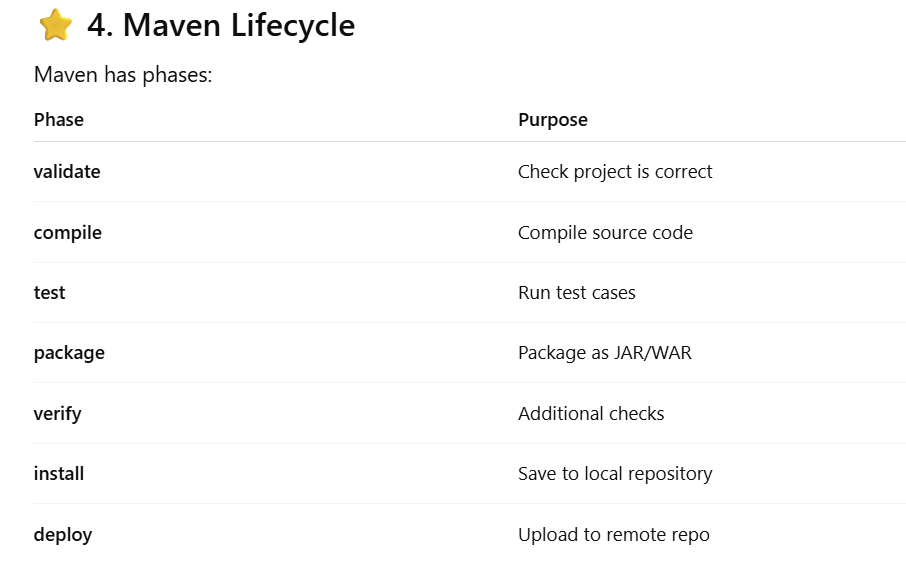 ⭐ 4. Maven Lifecycle
Maven has phases:
Phase Purpose
validate Check project is correct
compile Compile source code
test Run test cases
package Package as JAR/WAR
verify Additional checks
install Save to local repository
deploy Upload to remote repo